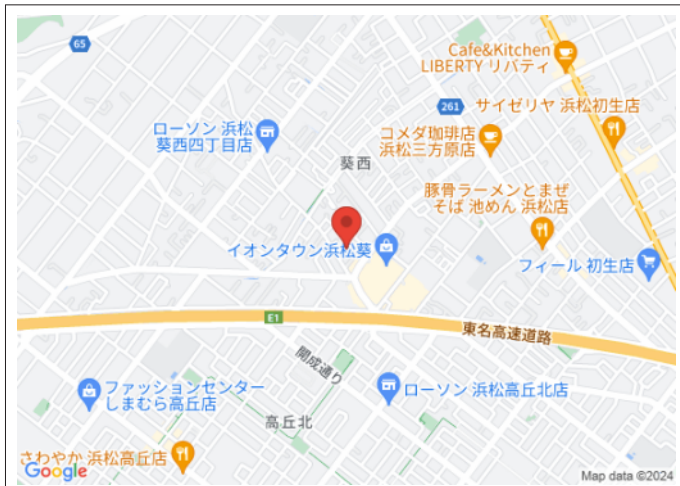 65
Cafe&Kitchen
LIBERTY リバティ
261
サイゼリヤ 浜松初生店
ローソン 浜松
葵西四丁目店
コメダ珈琲店
浜松三方原店
葵西
豚骨ラーメンとまぜ
そば 池めん 浜松店
イオンタウン浜松葵
フィール 初生店
E1
東名高速道路
開成通り
ファッションセンター
しまむら高丘店
ローソン 浜松高丘北店
高丘北
さわやか 浜松高丘店
Google
Map data ©2024